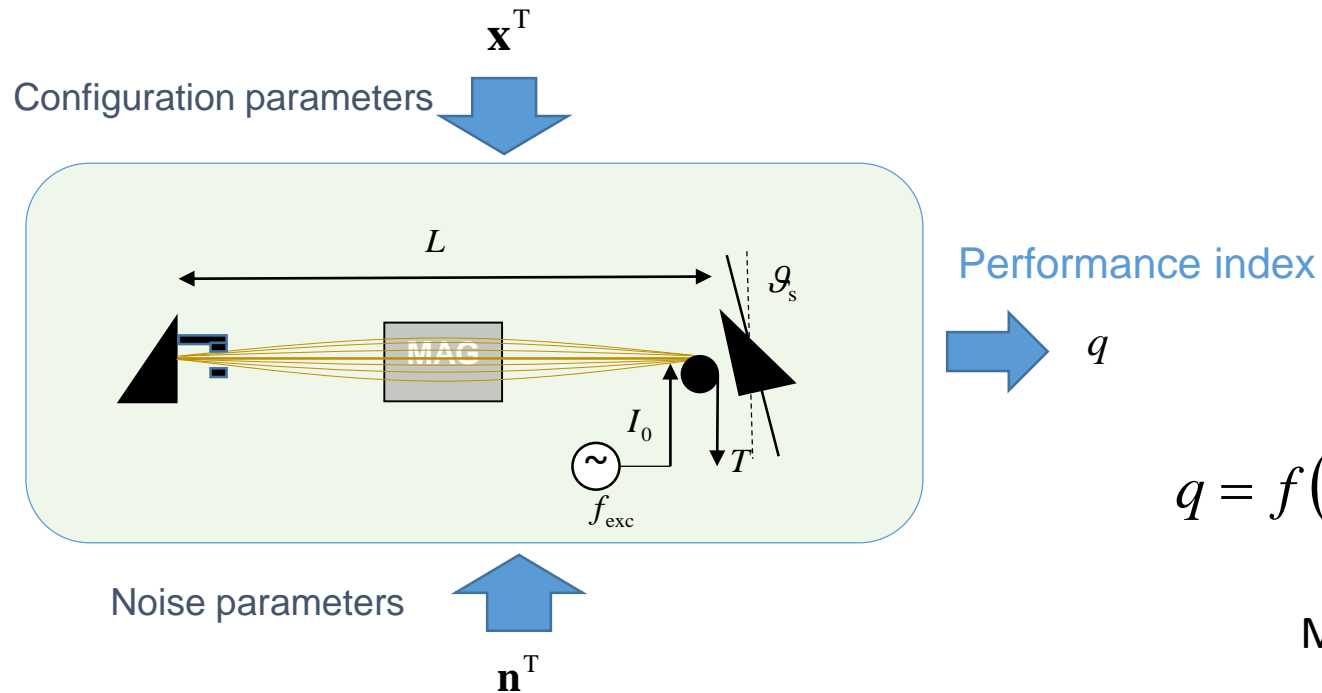 x^T
Configuration parameters
L
ϑ_s
Performance index
MAG
q
I_0
T
~
f_exc
q = f(
Noise parameters
M
n^T